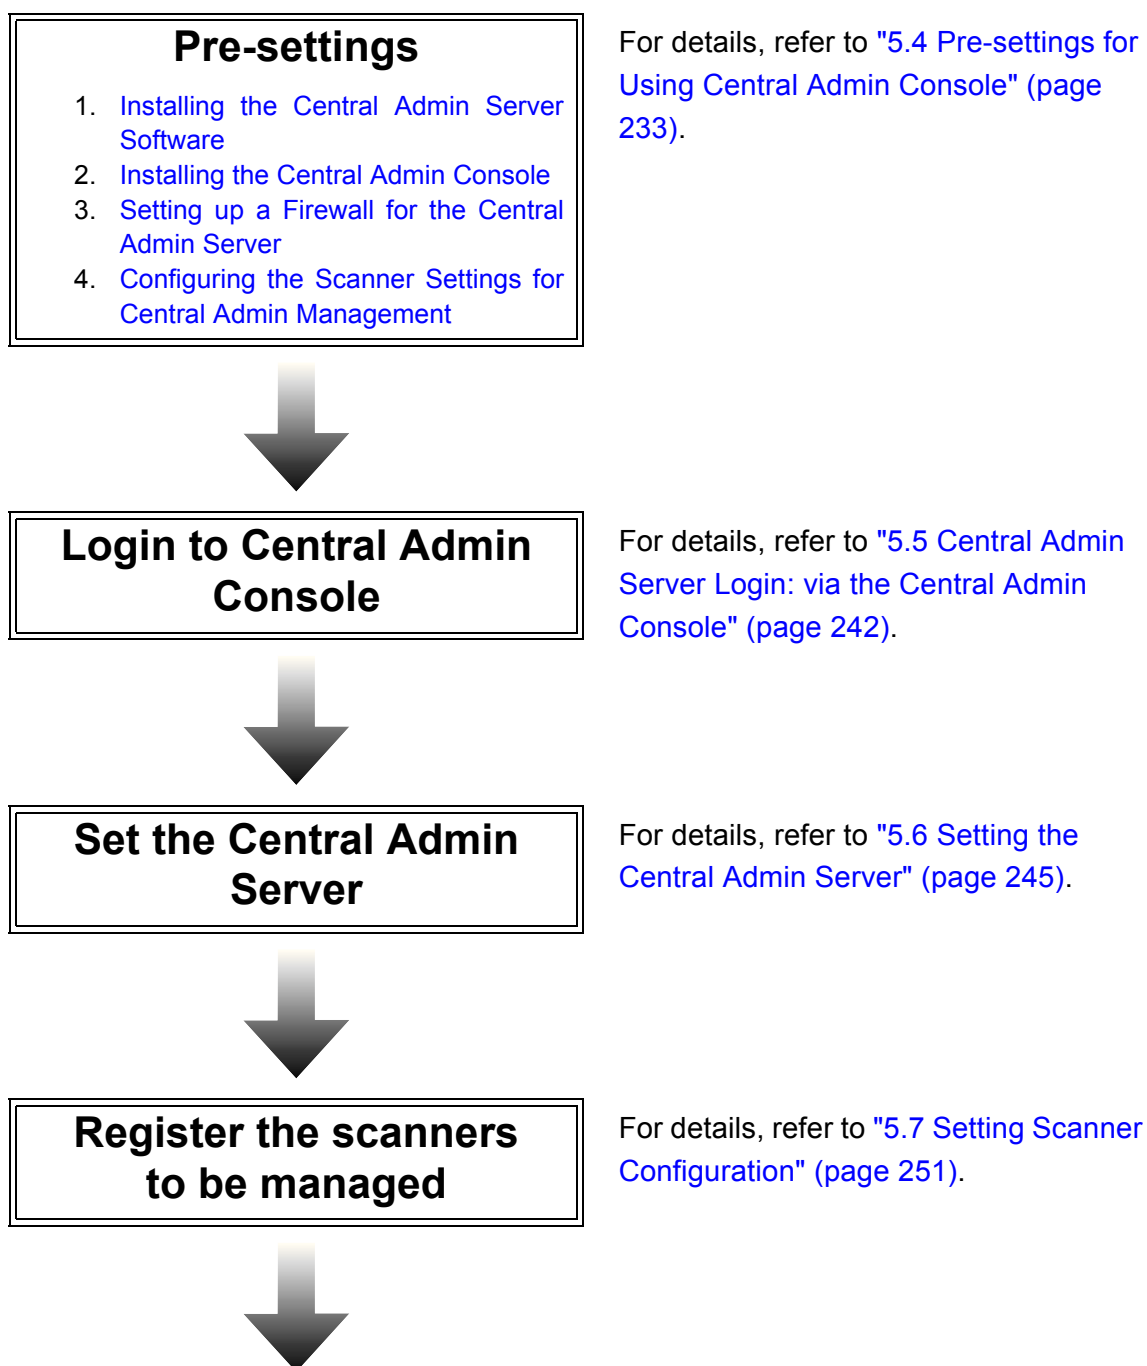 Pre-settings
1. Installing the Central Admin Server
Software
2. Installing the Central Admin Console
3. Setting up a Firewall for the Central
Admin Server
4. Configuring the Scanner Settings for
Central Admin Management
For details, refer to "5.4 Pre-settings for
Using Central Admin Console" (page
233).
Login to Central Admin
Console
For details, refer to "5.5 Central Admin
Server Login: via the Central Admin
Console" (page 242).
Set the Central Admin
Server
For details, refer to "5.6 Setting the
Central Admin Server" (page 245).
Register the scanners
to be managed
For details, refer to "5.7 Setting Scanner
Configuration" (page 251).